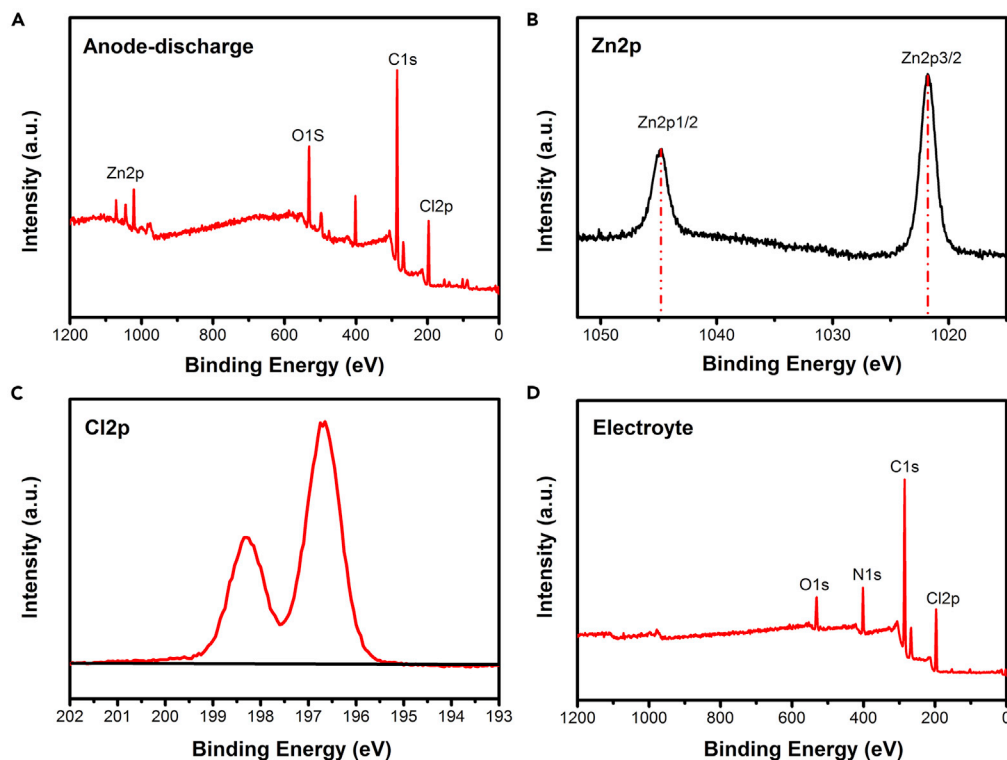 A
Anode-discharge
C1s
O1S
Zn2p
Cl2p
Intensity (a.u.)
1200 1000 800 600 400 200 0
Binding Energy (eV)
B
Zn2p
Zn2p3/2
Zn2p1/2
Intensity (a.u.)
1050 1040 1030 1020
Binding Energy (eV)
C
Cl2p
Intensity (a.u.)
202 201 199 198 197 196 195 194 193
Binding Energy (eV)
D
Electroyte
C1s
N1s
O1s
Cl2p
Intensity (a.u.)
1200 1000 800 600 400 200 0
Binding Energy (eV)